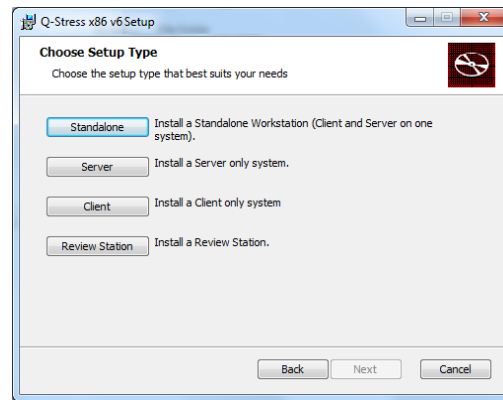 Q-Stress x86 v6 Setup
Choose Setup Type
Choose the setup type that best suits your needs
Standalone
Install a Standalone Workstation (Client and Server on one
system).
Server
Install a Server only system.
Client
Install a Client only system
Review Station
Install a Review Station.
Back
Next
Cancel